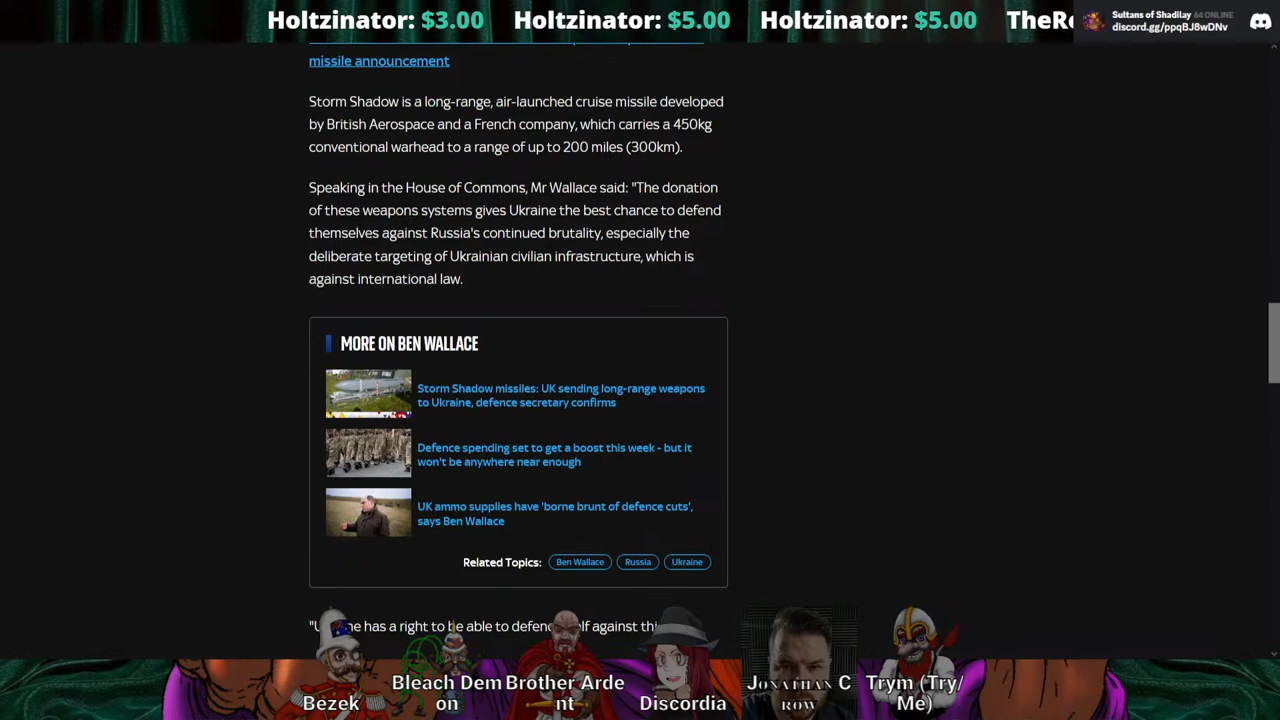 Holtzinator: $3.00 Holtzinator: $5.00 Holtzinator: $5.00
Sultans of Shadilay 64 ONLINE
discord.gg/ppqBJ8wDNv
missile announcement
Storm Shadow is a long-range, air-launched cruise missile developed
by British Aerospace and a French company, which carries a 450kg
conventional warhead to a range of up to 200 miles (300km).
Speaking in the House of Commons, Mr Wallace said: "The donation
of these weapons systems gives Ukraine the best chance to defend
themselves against Russia's continued brutality, especially the
deliberate targeting of Ukrainian civilian infrastructure, which is
against international law.
MORE ON BEN WALLACE
Storm Shadow missiles: UK sending long-range weapons
to Ukraine, defence secretary confirms
Defence spending set to get a boost this week - but it
won't be anywhere near enough
UK ammo supplies have 'borne brunt of defence cuts',
says Ben Wallace
Related Topics: Ben Wallace Russia Ukraine
has a right to be able to defend against
Bezek
Bleach Dem
on
Brother Arde
nt
Discordia
Jonathan C
row
Trym (Try/
Me)